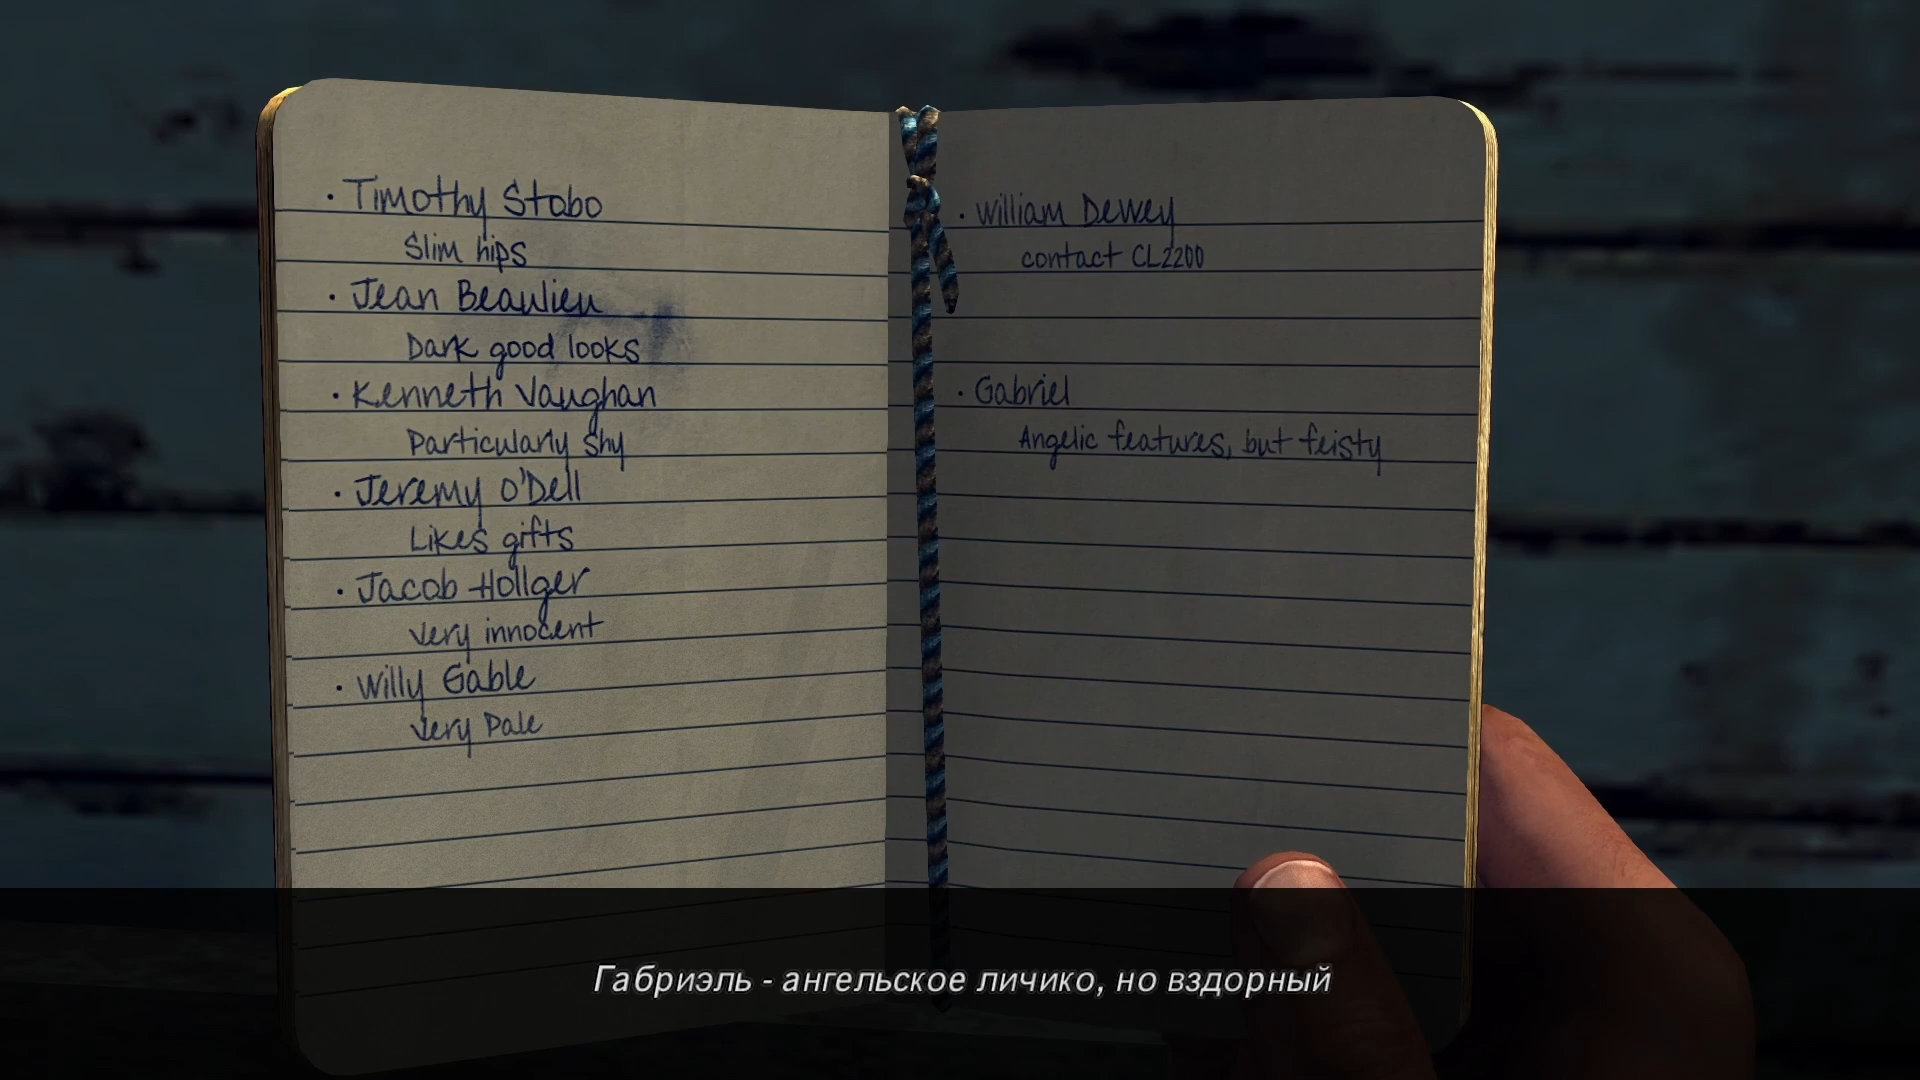 · Timothy Stabo
Slim hips
· Jean Beaulieu
Dark good looks
· Kenneth Vaughan
Particularly shy
· Jeremy O'Dell
Likes gifts
· Jacob Hollger
Very innocent
· Willy Gable
Very Pale
· William Dewey
contact CL2200
· Gabriel
Angelic features, but feisty
Габриэль - ангельское личико, но вздорный